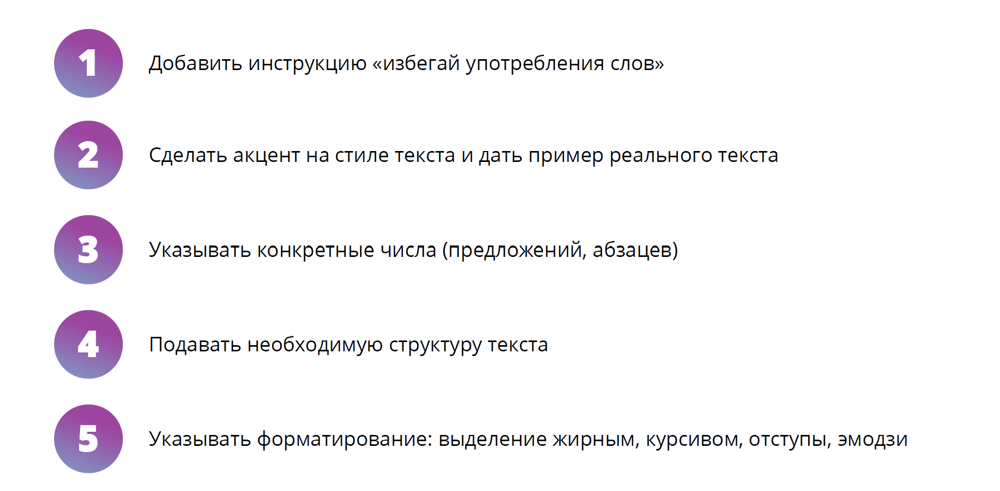 1 Добавить инструкцию «избегай употребления слов»
2 Сделать акцент на стиле текста и дать пример реального текста
3 Указывать конкретные числа (предложений, абзацев)
4 Подавать необходимую структуру текста
5 Указывать форматирование: выделение жирным, курсивом, отступы, эмодзи